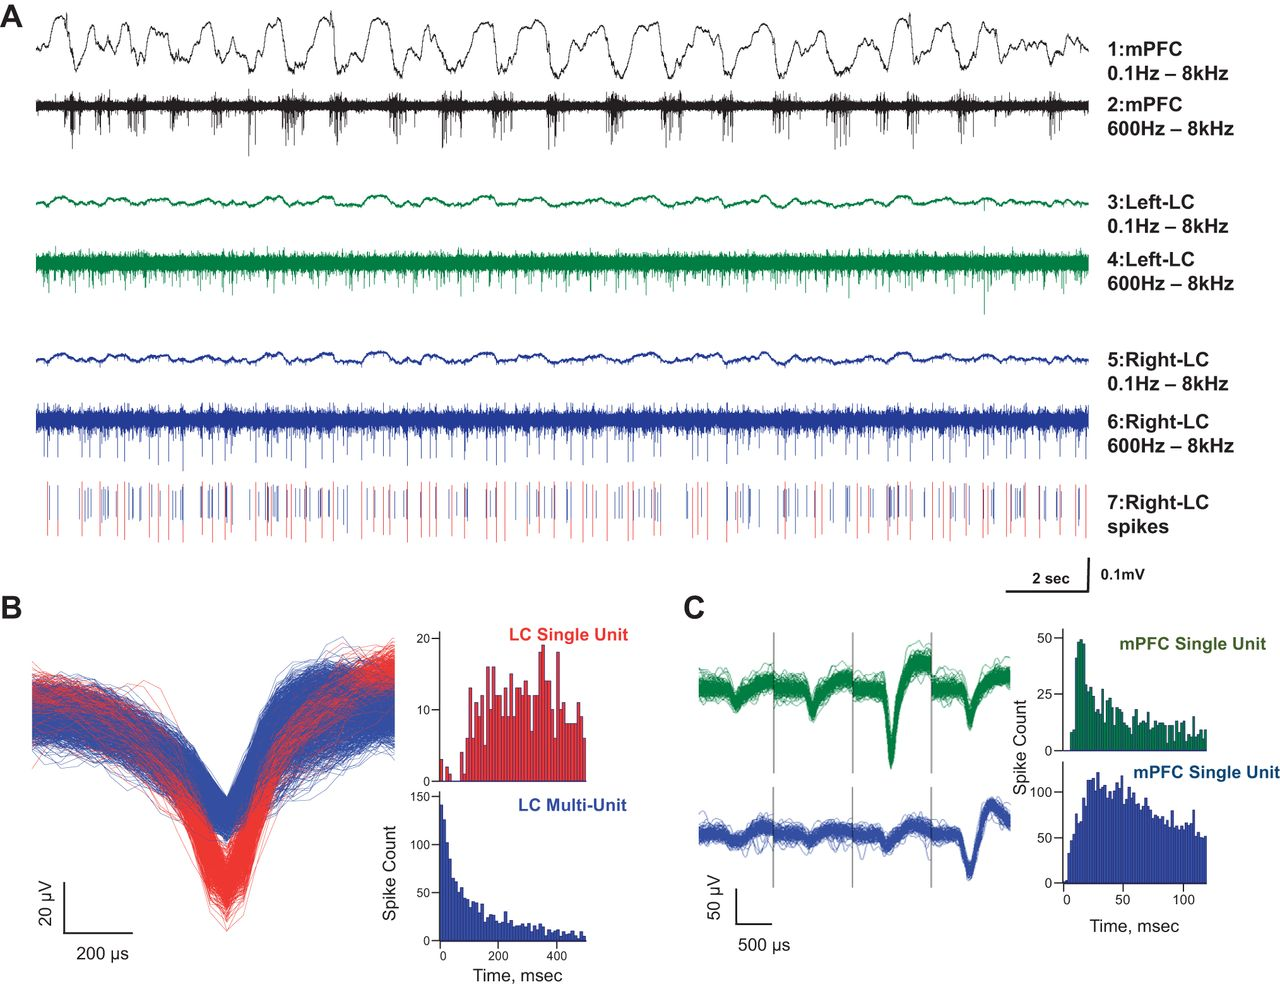 A
1:mPFC
0.1Hz – 8kHz
2:mPFC
600Hz – 8kHz
3:Left-LC
0.1Hz – 8kHz
4:Left-LC
600Hz – 8kHz
5:Right-LC
0.1Hz – 8kHz
6:Right-LC
600Hz – 8kHz
7:Right-LC
spikes
2 sec
0.1mV
B
20 µV
200 µs
LC Single Unit
20
10
0
LC Multi-Unit
150
100
50
0
Spike Count
0
200
400
Time, msec
C
50 µV
500 µs
mPFC Single Unit
50
25
0
Spike Count
mPFC Single Unit
100
50
0
0
50
100
Time, msec